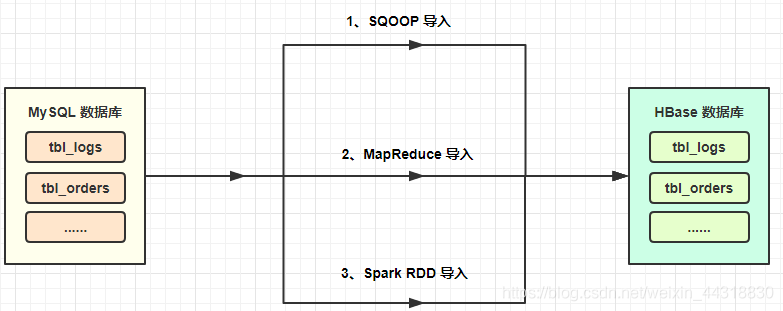 1、SQOOP 导入
MySQL 数据库
tbl_logs
tbl_orders
......
2、MapReduce 导入
3、Spark RDD 导入
HBase 数据库
tbl_logs
tbl_orders
......
https://blog.csdn.net/weixin_44318830